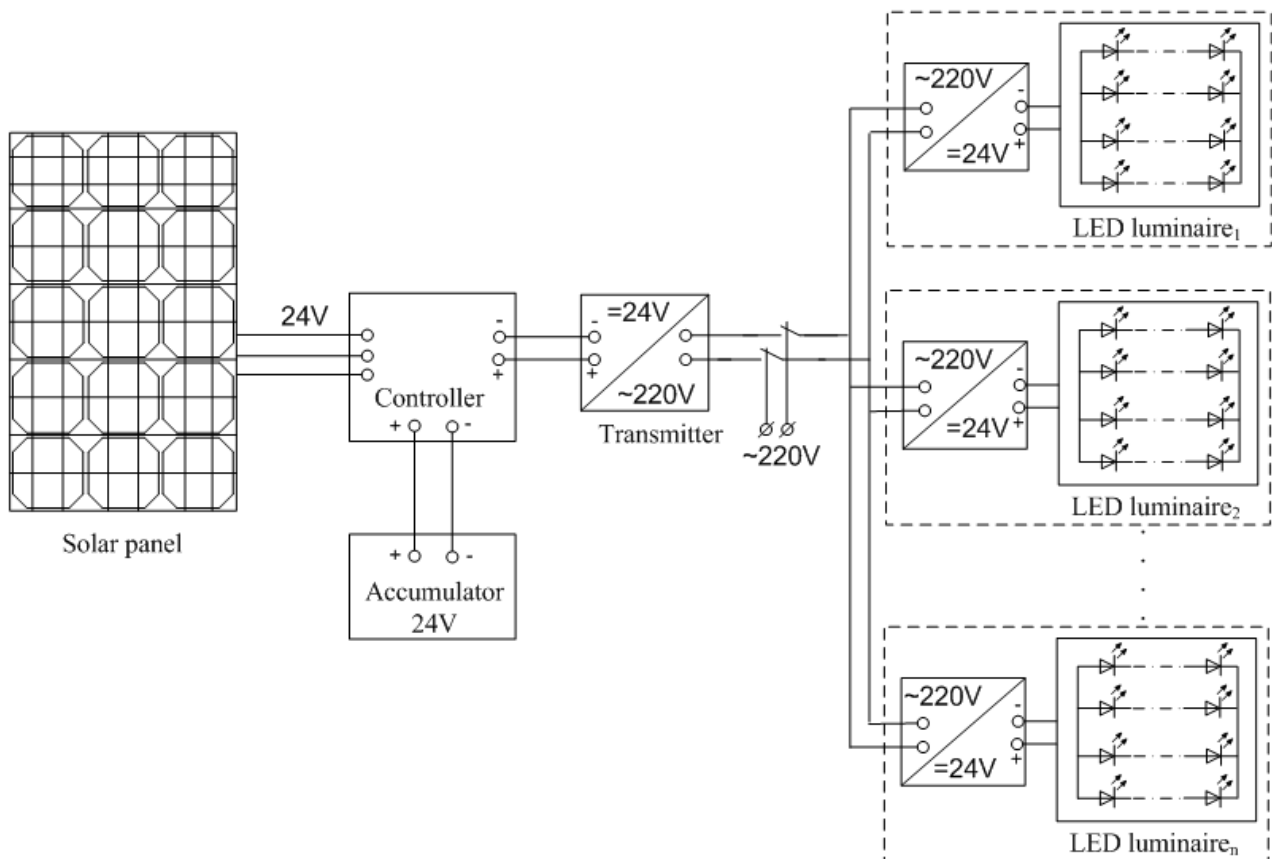 ~220V
- 
+
=24V
LED luminaire₁
24V
-
+
Controller
+ -
-
+
=24V
~220V
Transmitter
~220V
~220V
-
+
=24V
LED luminaire₂
Solar panel
+ -
Accumulator
24V
~220V
-
+
=24V
LED luminaireₙ